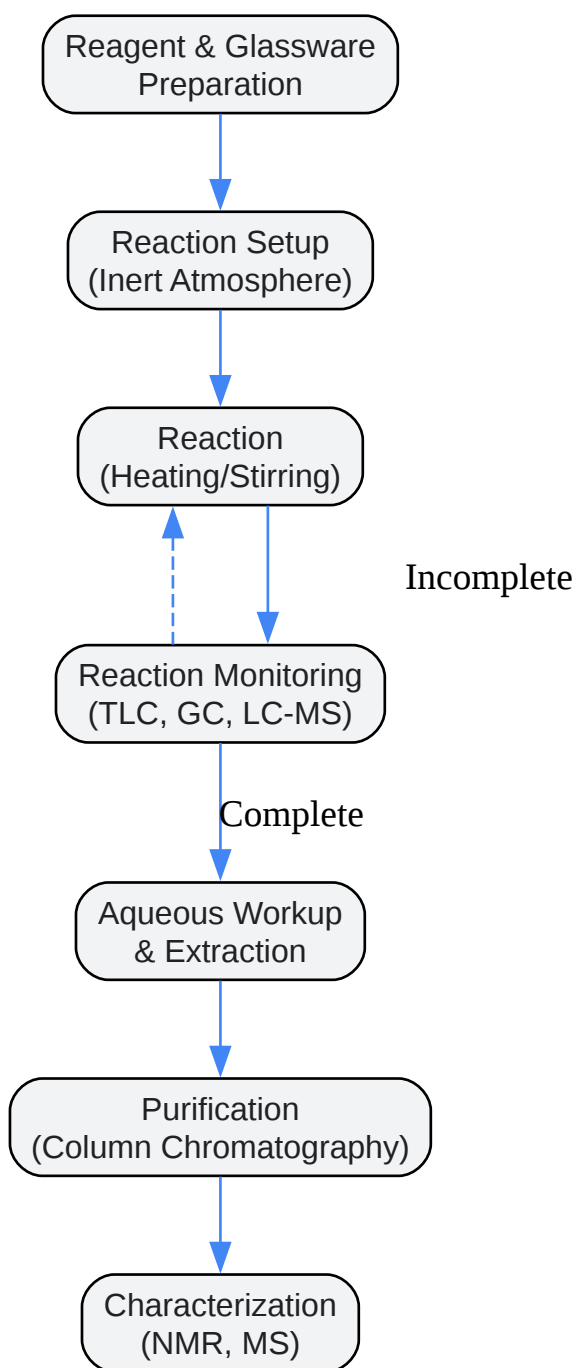 Reagent & Glassware
Preparation
Reaction Setup
(Inert Atmosphere)
Reaction
(Heating/Stirring)
Incomplete
Reaction Monitoring
(TLC, GC, LC-MS)
Complete
Aqueous Workup
& Extraction
Purification
(Column Chromatography)
Characterization
(NMR, MS)